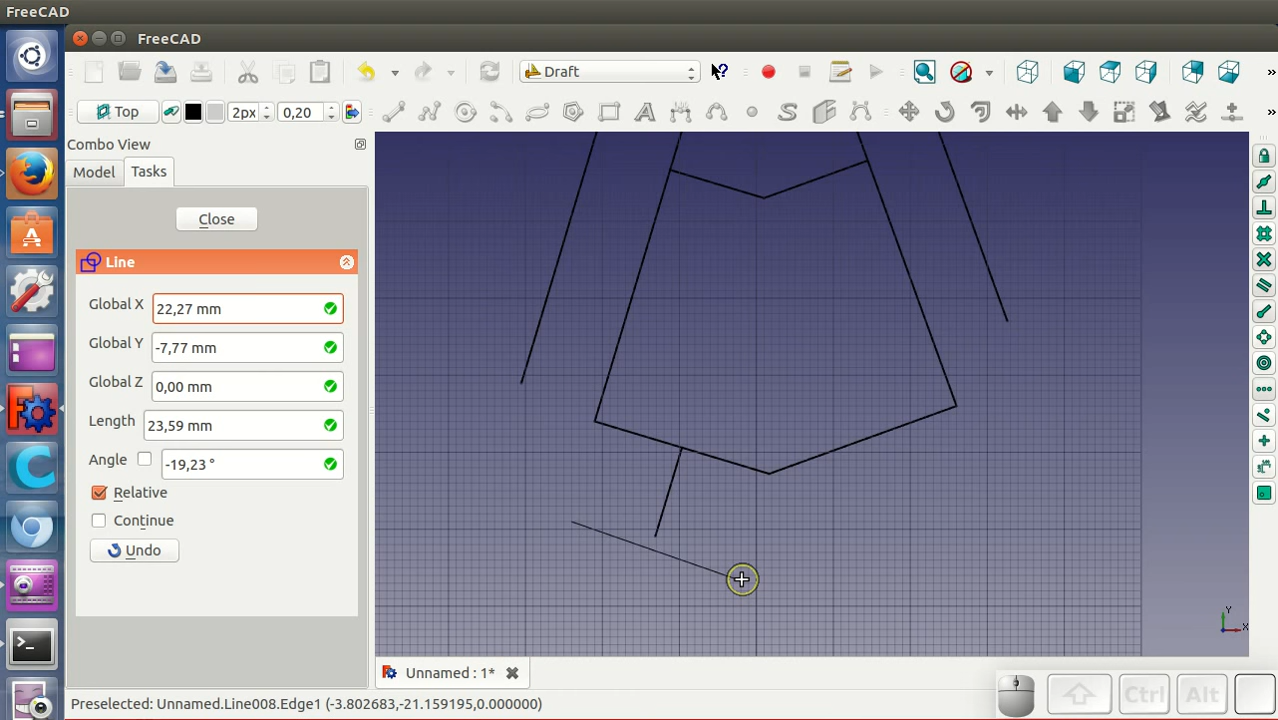 FreeCAD
FreeCAD
Draft
Top
2px
0,20
Combo View
Model
Tasks
Close
Line
Global X
22,27 mm
Global Y
-7,77 mm
Global Z
0,00 mm
Length
23,59 mm
Angle
-19,23 °
Relative
Continue
Undo
Y
X
Unnamed : 1*
Preselected: Unnamed.Line008.Edge1 (-3.802683,-21.159195,0.000000)
Ctrl
Alt